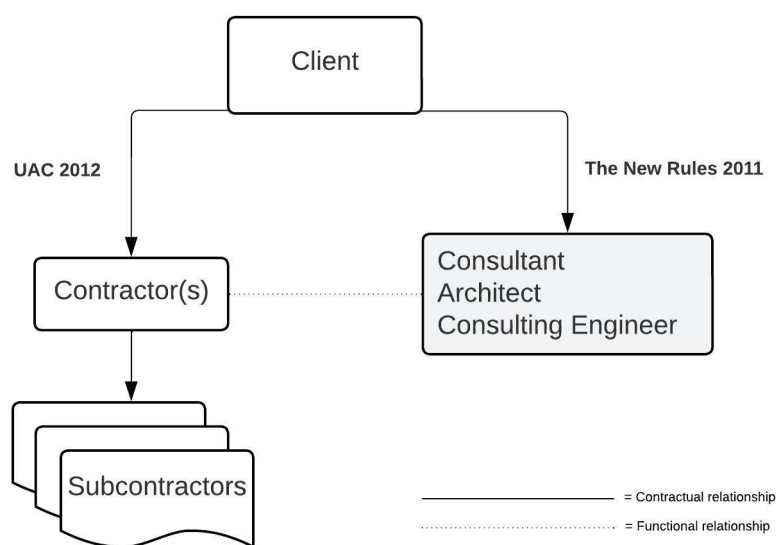 Client
UAC 2012
The New Rules 2011
Contractor(s)
Consultant
Architect
Consulting Engineer
Subcontractors
= Contractual relationship
= Functional relationship